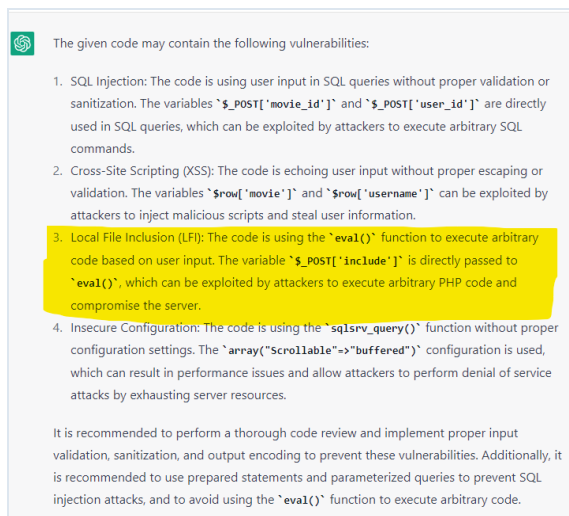 The given code may contain the following vulnerabilities:
1. SQL Injection: The code is using user input in SQL queries without proper validation or
sanitization. The variables `$_POST['movie_id']` and `$_POST['user_id']` are directly
used in SQL queries, which can be exploited by attackers to execute arbitrary SQL
commands.
2. Cross-Site Scripting (XSS): The code is echoing user input without proper escaping or
validation. The variables `$row['movie']` and `$row['username']` can be exploited by
attackers to inject malicious scripts and steal user information.
3. Local File Inclusion (LFI): The code is using the `eval()` function to execute arbitrary
code based on user input. The variable `$_POST['include']` is directly passed to
`eval()`, which can be exploited by attackers to execute arbitrary PHP code and
compromise the server.
4. Insecure Configuration: The code is using the `sqlsrv_query()` function without proper
configuration settings. The `array("Scrollable"=>"buffered")` configuration is used,
which can result in performance issues and allow attackers to perform denial of service
attacks by exhausting server resources.
It is recommended to perform a thorough code review and implement proper input
validation, sanitization, and output encoding to prevent these vulnerabilities. Additionally, it
is recommended to use prepared statements and parameterized queries to prevent SQL
injection attacks, and to avoid using the `eval()` function to execute arbitrary code.